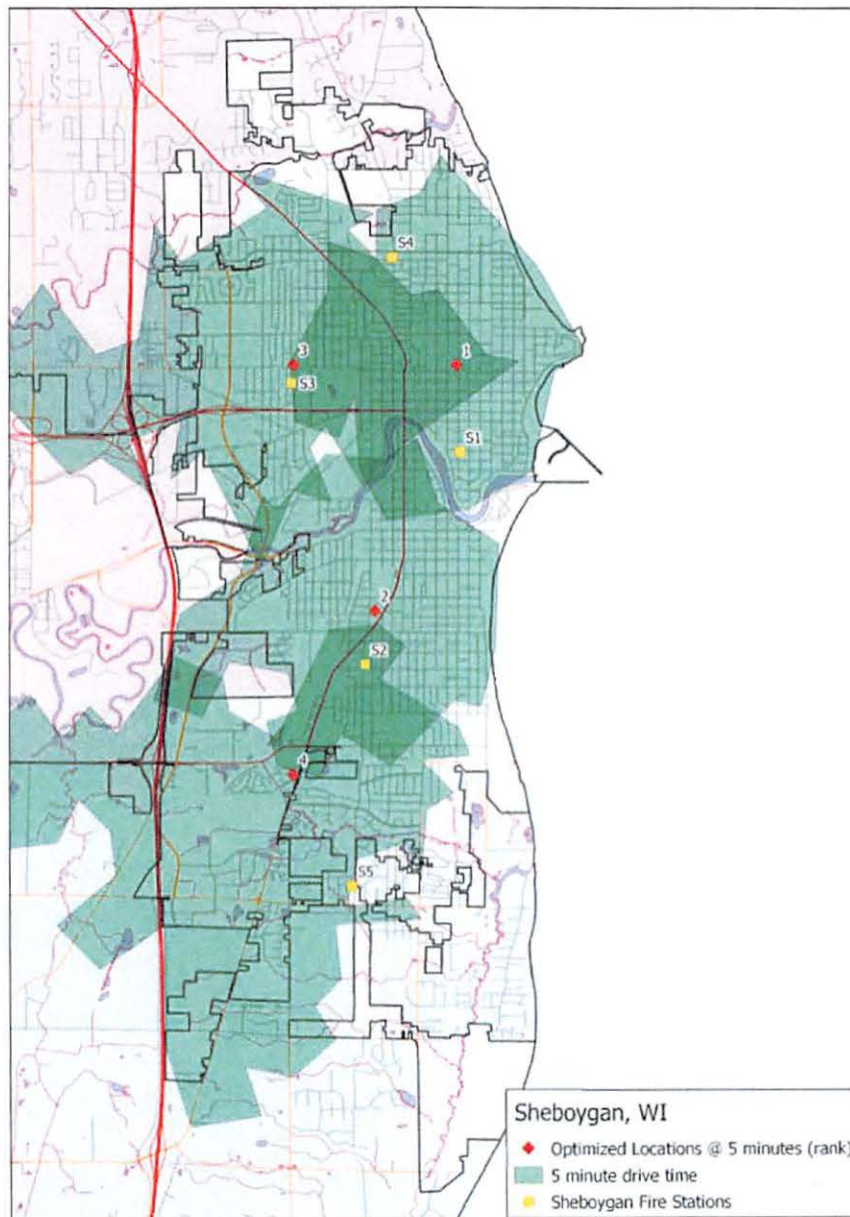 S4
3
1
S3
S1
2
S2
4
S5
Sheboygan, WI
Optimized Locations @ 5 minutes (rank)
5 minute drive time
Sheboygan Fire Stations